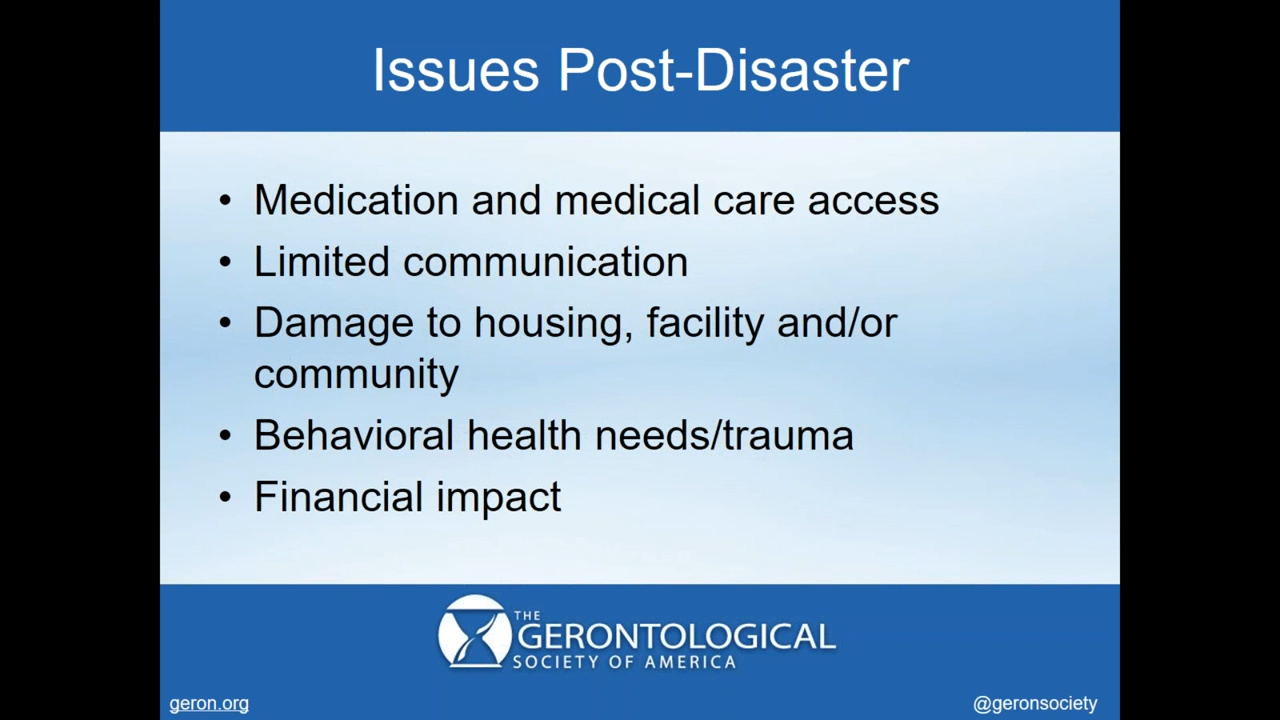 Issues Post-Disaster
• Medication and medical care access
• Limited communication
• Damage to housing, facility and/or
community
• Behavioral health needs/trauma
• Financial impact
THE
GERONTOLOGICAL
SOCIETY OF AMERICA
geron.org
@geronsociety